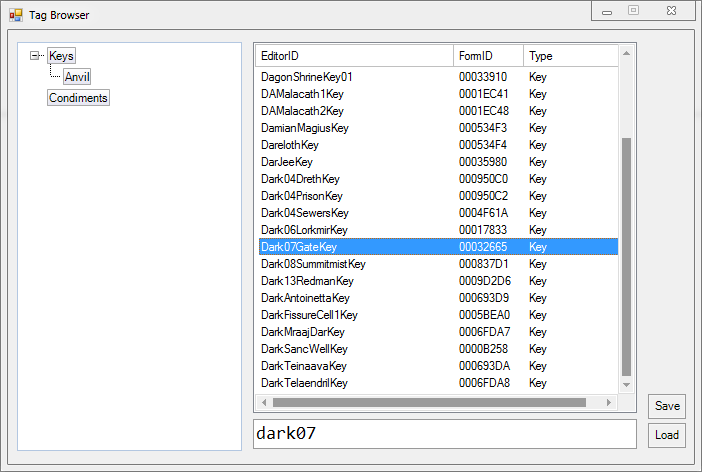 Tag Browser
Keys
Anvil
Condiments
EditorID FormID Type
DagonShrineKey01 00033910 Key
DAMalacath1Key 0001EC41 Key
DAMalacath2Key 0001EC48 Key
DamianMagiusKey 000534F3 Key
DarelothKey 000534F4 Key
DarJeeKey 00035980 Key
Dark04DrethKey 000950C0 Key
Dark04PrisonKey 000950C2 Key
Dark04SewersKey 0004F61A Key
Dark06LorkmirKey 00017833 Key
Dark07GateKey 00032665 Key
Dark08SummitmistKey 000837D1 Key
Dark13RedmanKey 0009D2D6 Key
DarkAntoinettaKey 000693D9 Key
DarkFissureCell1Key 0005BEA0 Key
DarkMraajDarKey 0006FDA7 Key
DarkSancWellKey 0000B258 Key
DarkTeinaavaKey 000693DA Key
DarkTelaendrilKey 0006FDA8 Key
dark07
Save
Load